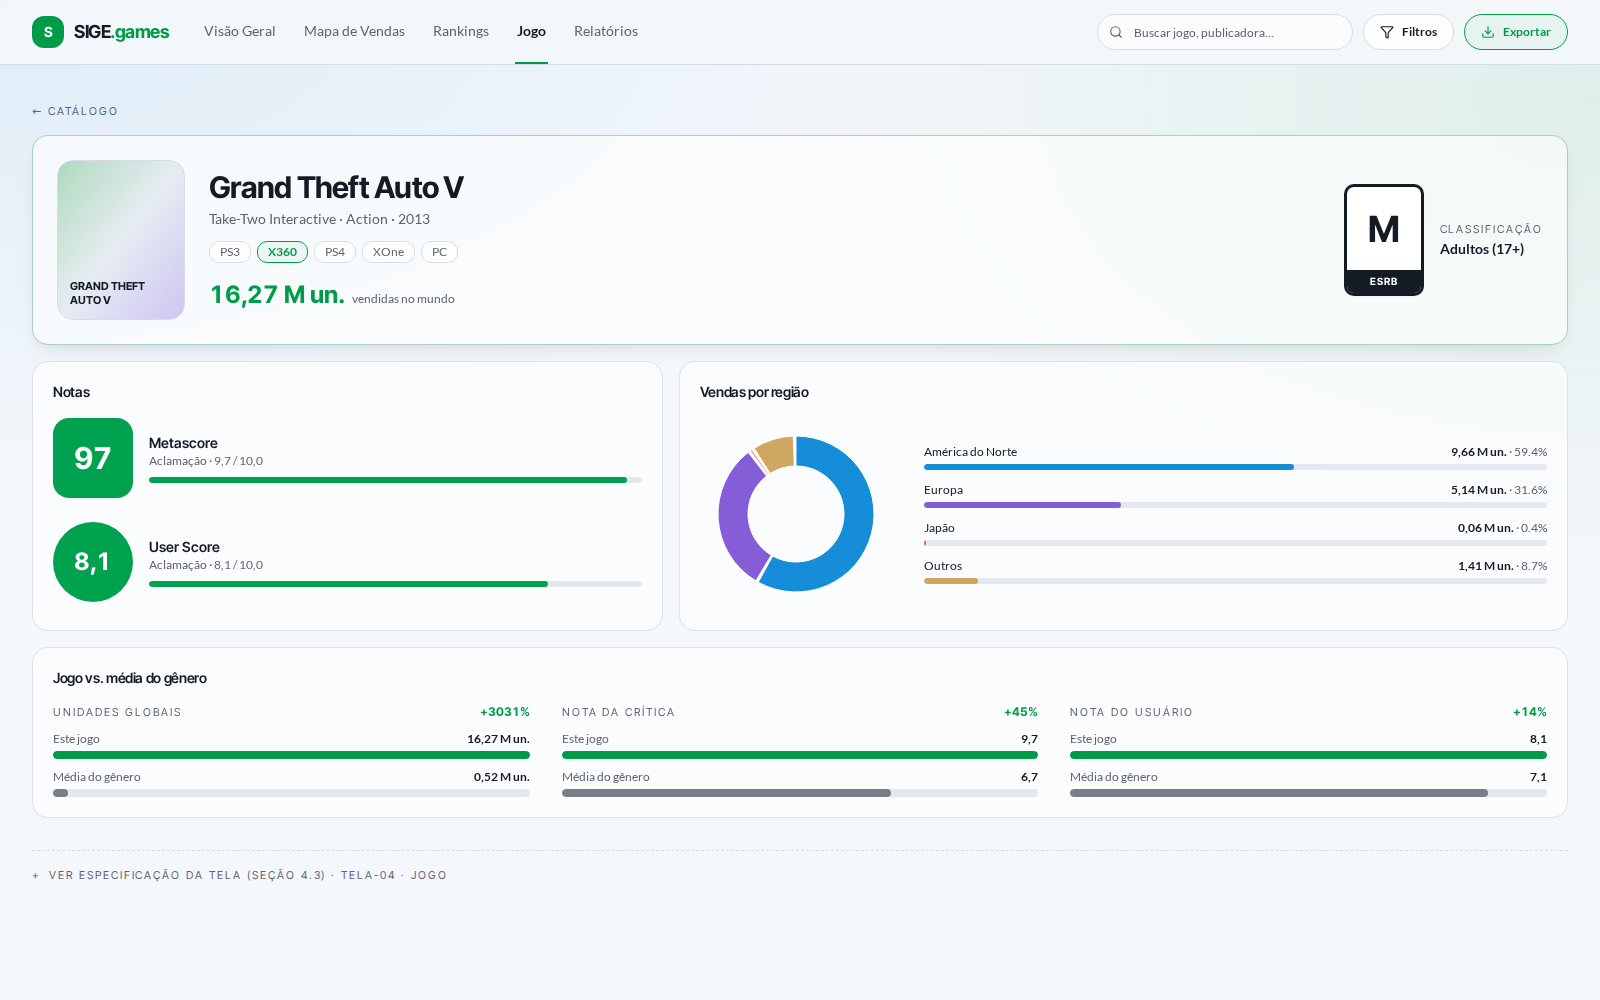 S SIGE.games Visão Geral Mapa de Vendas Rankings Jogo Relatórios Buscar jogo, publicadora... Filtros Exportar
← CATÁLOGO
GRAND THEFT
AUTO V
Grand Theft Auto V
Take-Two Interactive · Action · 2013
PS3 X360 PS4 XOne PC
16,27 M un. vendidas no mundo
M
ESRB
CLASSIFICAÇÃO
Adultos (17+)
Notas
97
Metascore
Aclamação · 9,7 / 10,0
8,1
User Score
Aclamação · 8,1 / 10,0
Vendas por região
América do Norte 9,66 M un. · 59.4%
Europa 5,14 M un. · 31.6%
Japão 0,06 M un. · 0.4%
Outros 1,41 M un. · 8.7%
Jogo vs. média do gênero
UNIDADES GLOBAIS +3031%
Este jogo 16,27 M un.
Média do gênero 0,52 M un.
NOTA DA CRÍTICA +45%
Este jogo 9,7
Média do gênero 6,7
NOTA DO USUÁRIO +14%
Este jogo 8,1
Média do gênero 7,1
+ VER ESPECIFICAÇÃO DA TELA (SEÇÃO 4.3) · TELA-04 · JOGO